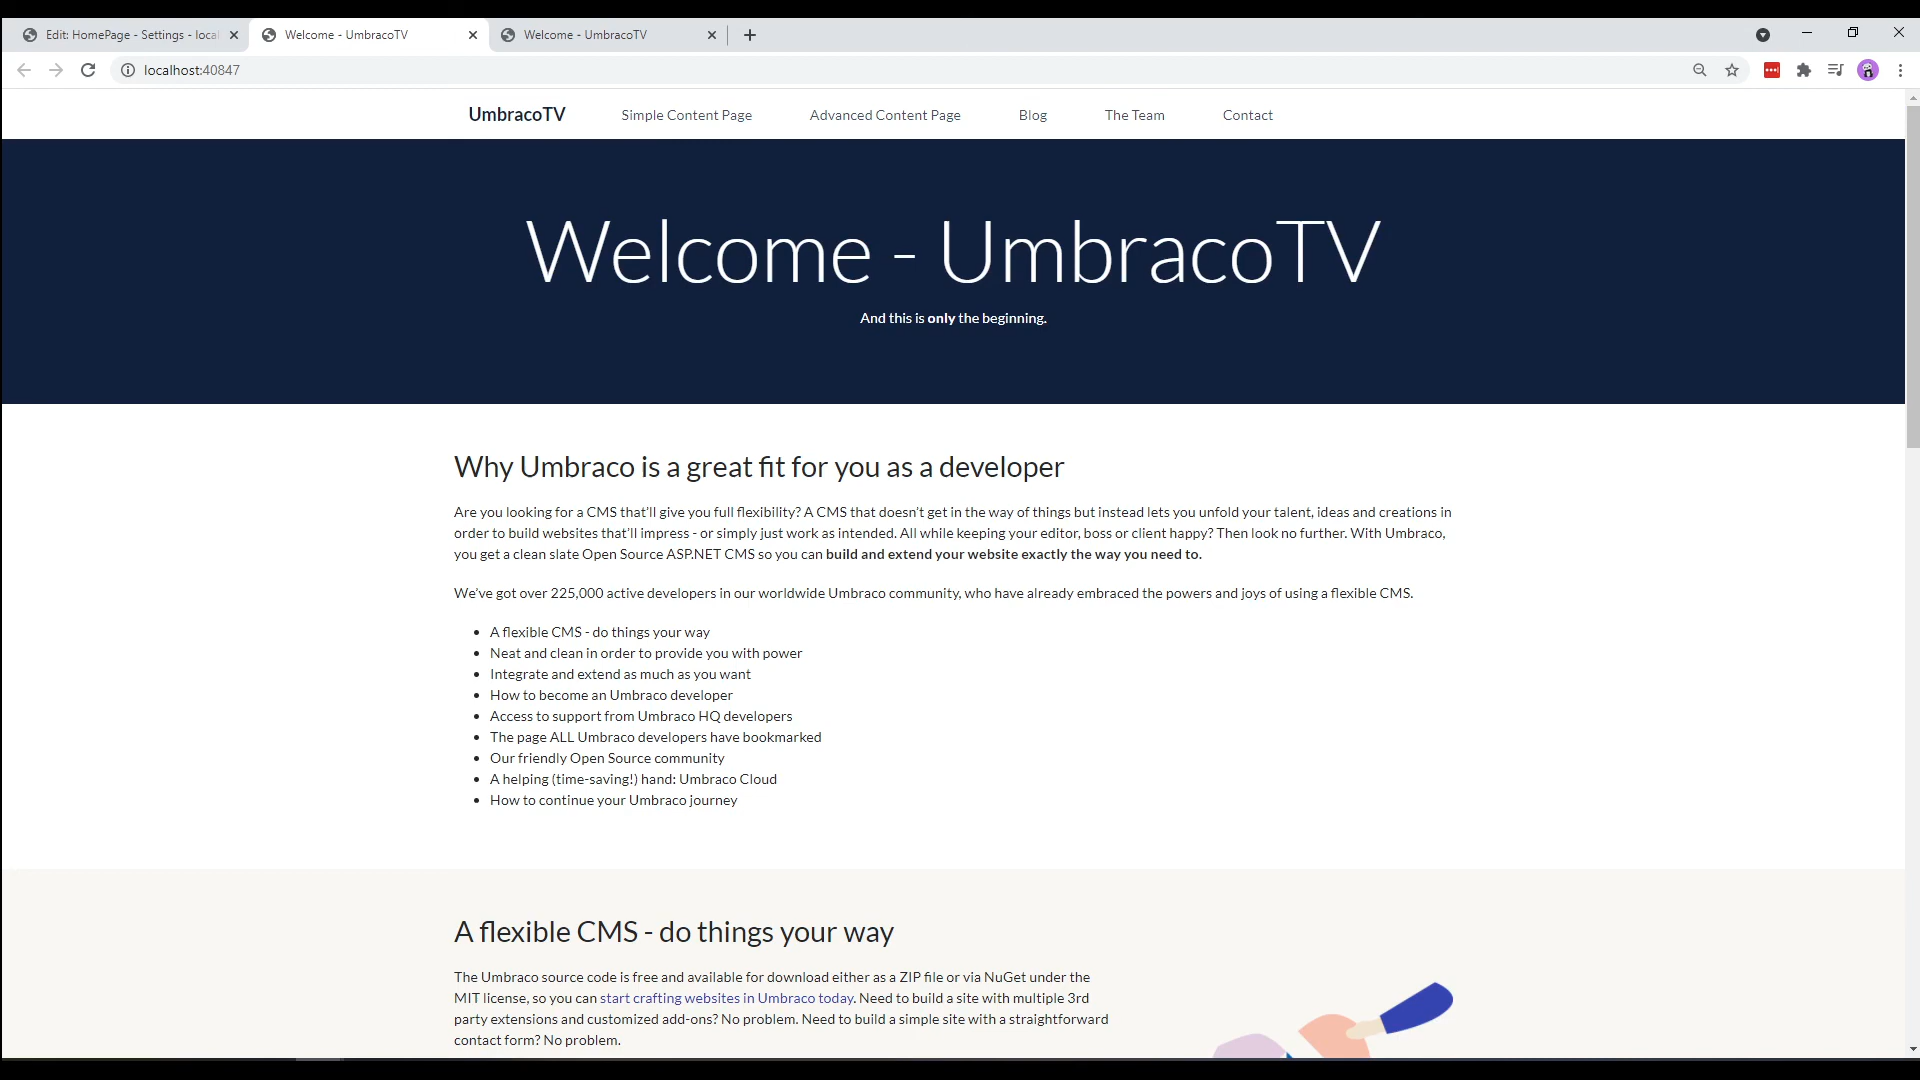 Edit: HomePage - Settings - loca
Welcome - UmbracoTV
Welcome - UmbracoTV
localhost:40847
UmbracoTV
Simple Content Page
Advanced Content Page
Blog
The Team
Contact
Welcome - UmbracoTV
And this is only the beginning.
Why Umbraco is a great fit for you as a developer
Are you looking for a CMS that’ll give you full flexibility? A CMS that doesn’t get in the way of things but instead lets you unfold your talent, ideas and creations in
order to build websites that’ll impress - or simply just work as intended. All while keeping your editor, boss or client happy? Then look no further. With Umbraco,
you get a clean slate Open Source ASP.NET CMS so you can build and extend your website exactly the way you need to.
We’ve got over 225,000 active developers in our worldwide Umbraco community, who have already embraced the powers and joys of using a flexible CMS.
A flexible CMS - do things your way
Neat and clean in order to provide you with power
Integrate and extend as much as you want
How to become an Umbraco developer
Access to support from Umbraco HQ developers
The page ALL Umbraco developers have bookmarked
Our friendly Open Source community
A helping (time-saving!) hand: Umbraco Cloud
How to continue your Umbraco journey
A flexible CMS - do things your way
The Umbraco source code is free and available for download either as a ZIP file or via NuGet under the
MIT license, so you can start crafting websites in Umbraco today. Need to build a site with multiple 3rd
party extensions and customized add-ons? No problem. Need to build a simple site with a straightforward
contact form? No problem.